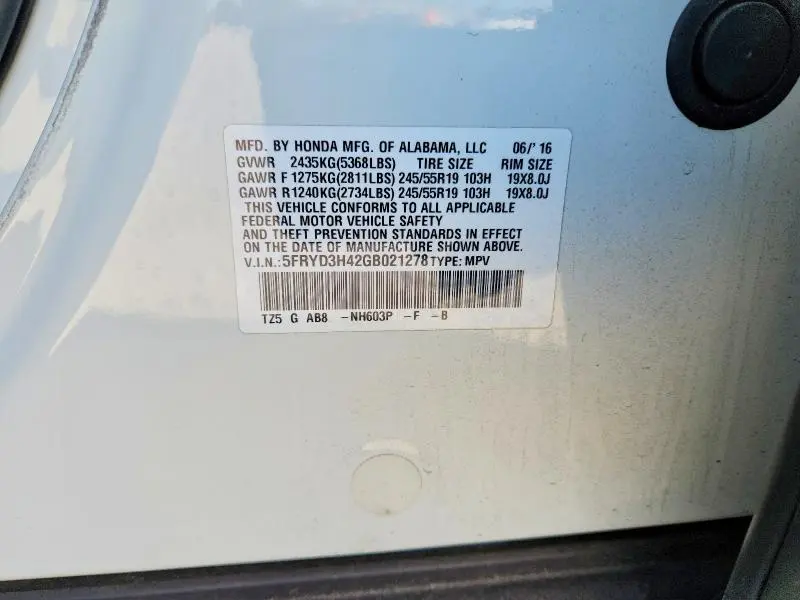 MFD. BY HONDA MFG. OF ALABAMA, LLC 06/'16
GVWR 2435KG(5368LBS) TIRE SIZE RIM SIZE
GAWR F 1275KG(2811LBS) 245/55R19 103H 19X8.0J
GAWR R1240KG(2734LBS) 245/55R19 103H 19X8.0J
THIS VEHICLE CONFORMS TO ALL APPLICABLE
FEDERAL MOTOR VEHICLE SAFETY
AND THEFT PREVENTION STANDARDS IN EFFECT
ON THE DATE OF MANUFACTURE SHOWN ABOVE.
V.I.N.: 5FRYD3H42GB021278 TYPE: MPV
TZ5 G AB8 -NH603P -F -B